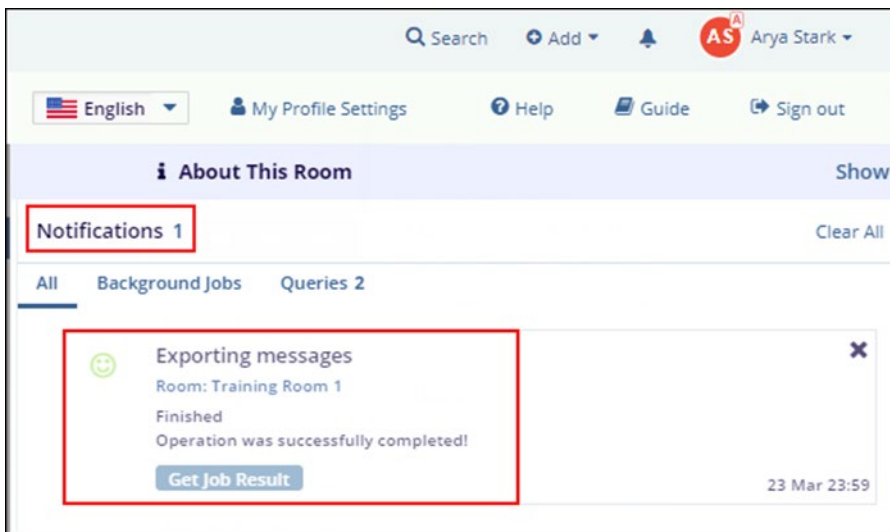 Search Add AS A Arya Stark
English My Profile Settings Help Guide Sign out
i About This Room Show
Notifications 1 Clear All
All Background Jobs Queries 2
Exporting messages
Room: Training Room 1
Finished
Operation was successfully completed!
Get Job Result
23 Mar 23:59